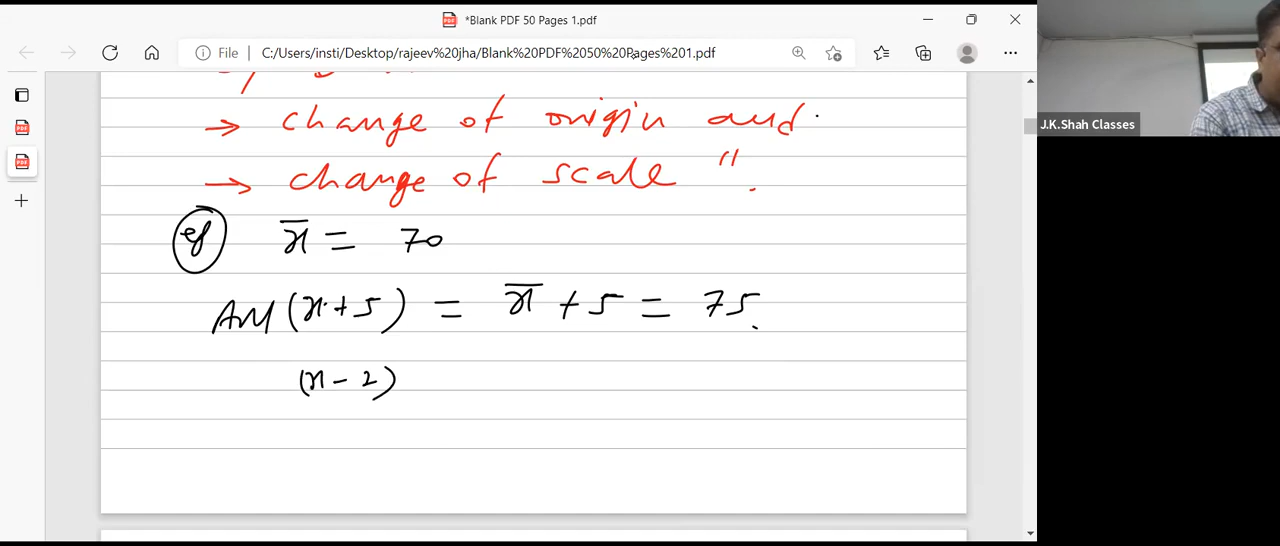 *Blank PDF 50 Pages 1.pdf
File C:/Users/insti/Desktop/rajeev%20jha/Blank%20PDF%2050%20Pages%201.pdf
J.K.Shah Classes
→ change of origin and
→ change of scale ".
eg x̅ = 70
AM (x+5) = x̅ + 5 = 75.
(x - 2)